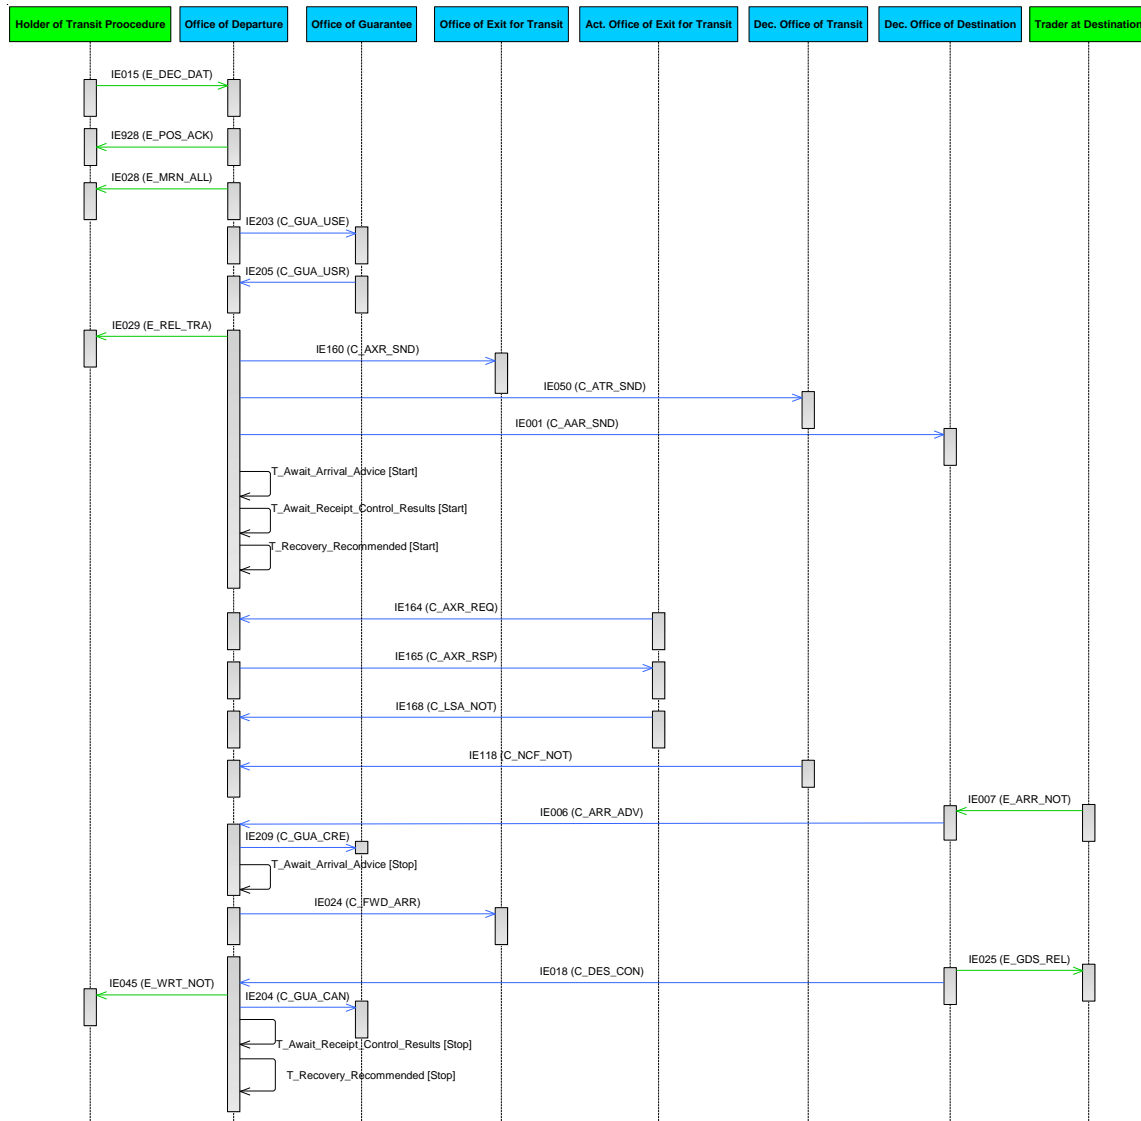 Holder of Transit Proocedure
Office of Departure
Office of Guarantee
Office of Exit for Transit
Act. Office of Exit for Transit
Dec. Office of Transit
Dec. Office of Destination
Trader at Destination
IE015 (E_DEC_DAT)
IE928 (E_POS_ACK)
IE028 (E_MRN_ALL)
IE203 (C_GUA_USE)
IE205 (C_GUA_USR)
IE029 (E_REL_TRA)
IE160 (C_AXR_SND)
IE050 (C_ATR_SND)
IE001 (C_AAR_SND)
T_Await_Arrival_Advice [Start]
T_Await_Receipt_Control_Results [Start]
T_Recovery_Recommended [Start]
IE164 (C_AXR_REQ)
IE165 (C_AXR_RSP)
IE168 (C_LSA_NOT)
IE118 (C_NCF_NOT)
IE007 (E_ARR_NOT)
IE006 (C_ARR_ADV)
IE209 (C_GUA_CRE)
T_Await_Arrival_Advice [Stop]
IE024 (C_FWD_ARR)
IE025 (E_GDS_REL)
IE018 (C_DES_CON)
IE045 (E_WRT_NOT)
IE204 (C_GUA_CAN)
T_Await_Receipt_Control_Results [Stop]
T_Recovery_Recommended [Stop]